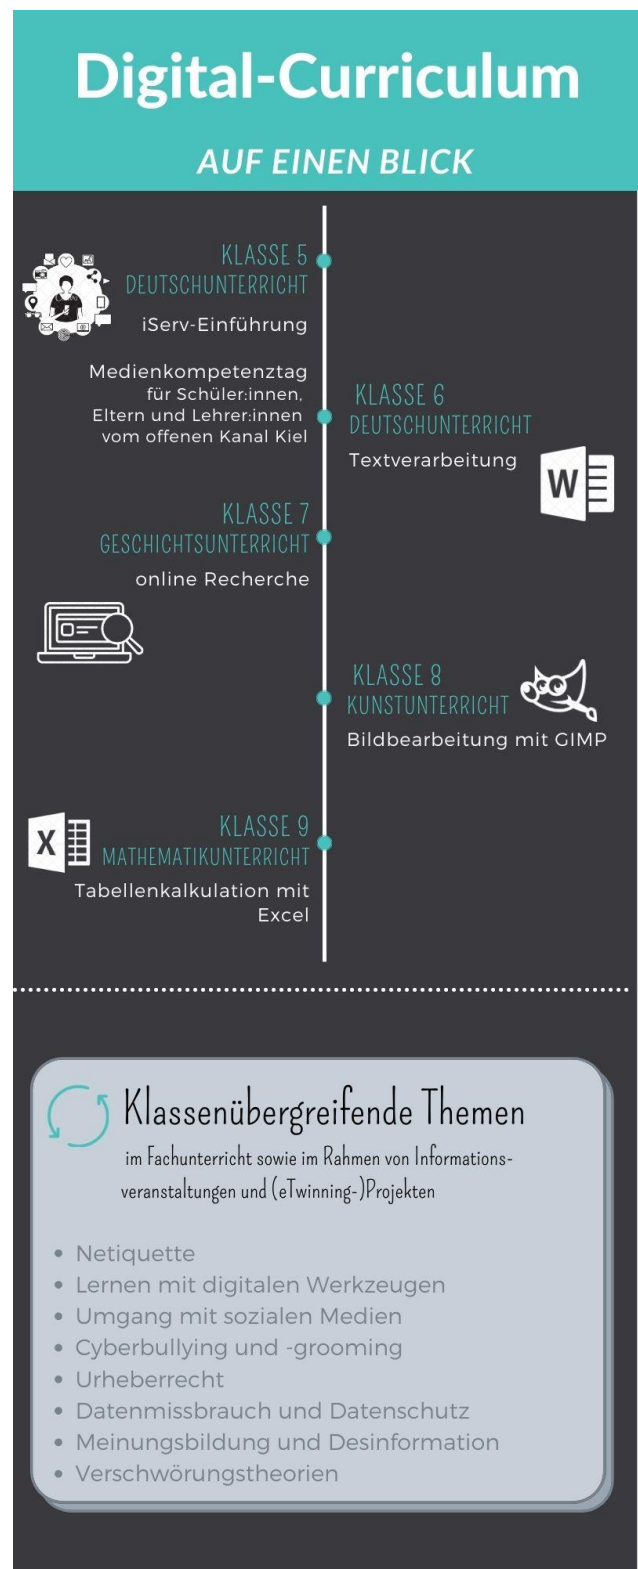 Digital-Curriculum
AUF EINEN BLICK
KLASSE 5
DEUTSCHUNTERRICHT
iServ-Einführung
Medienkompetenztag
für Schüler:innen,
Eltern und Lehrer:innen
vom offenen Kanal Kiel
KLASSE 6
DEUTSCHUNTERRICHT
Textverarbeitung
W
KLASSE 7
GESCHICHTSUNTERRICHT
online Recherche
KLASSE 8
KUNSTUNTERRICHT
Bildbearbeitung mit GIMP
X
KLASSE 9
MATHEMATIKUNTERRICHT
Tabellenkalkulation mit
Excel
Klassenübergreifende Themen
im Fachunterricht sowie im Rahmen von Informations-
veranstaltungen und (eTwinning-)Projekten
• Netiquette
• Lernen mit digitalen Werkzeugen
• Umgang mit sozialen Medien
• Cyberbullying und -grooming
• Urheberrecht
• Datenmissbrauch und Datenschutz
• Meinungsbildung und Desinformation
• Verschwörungstheorien